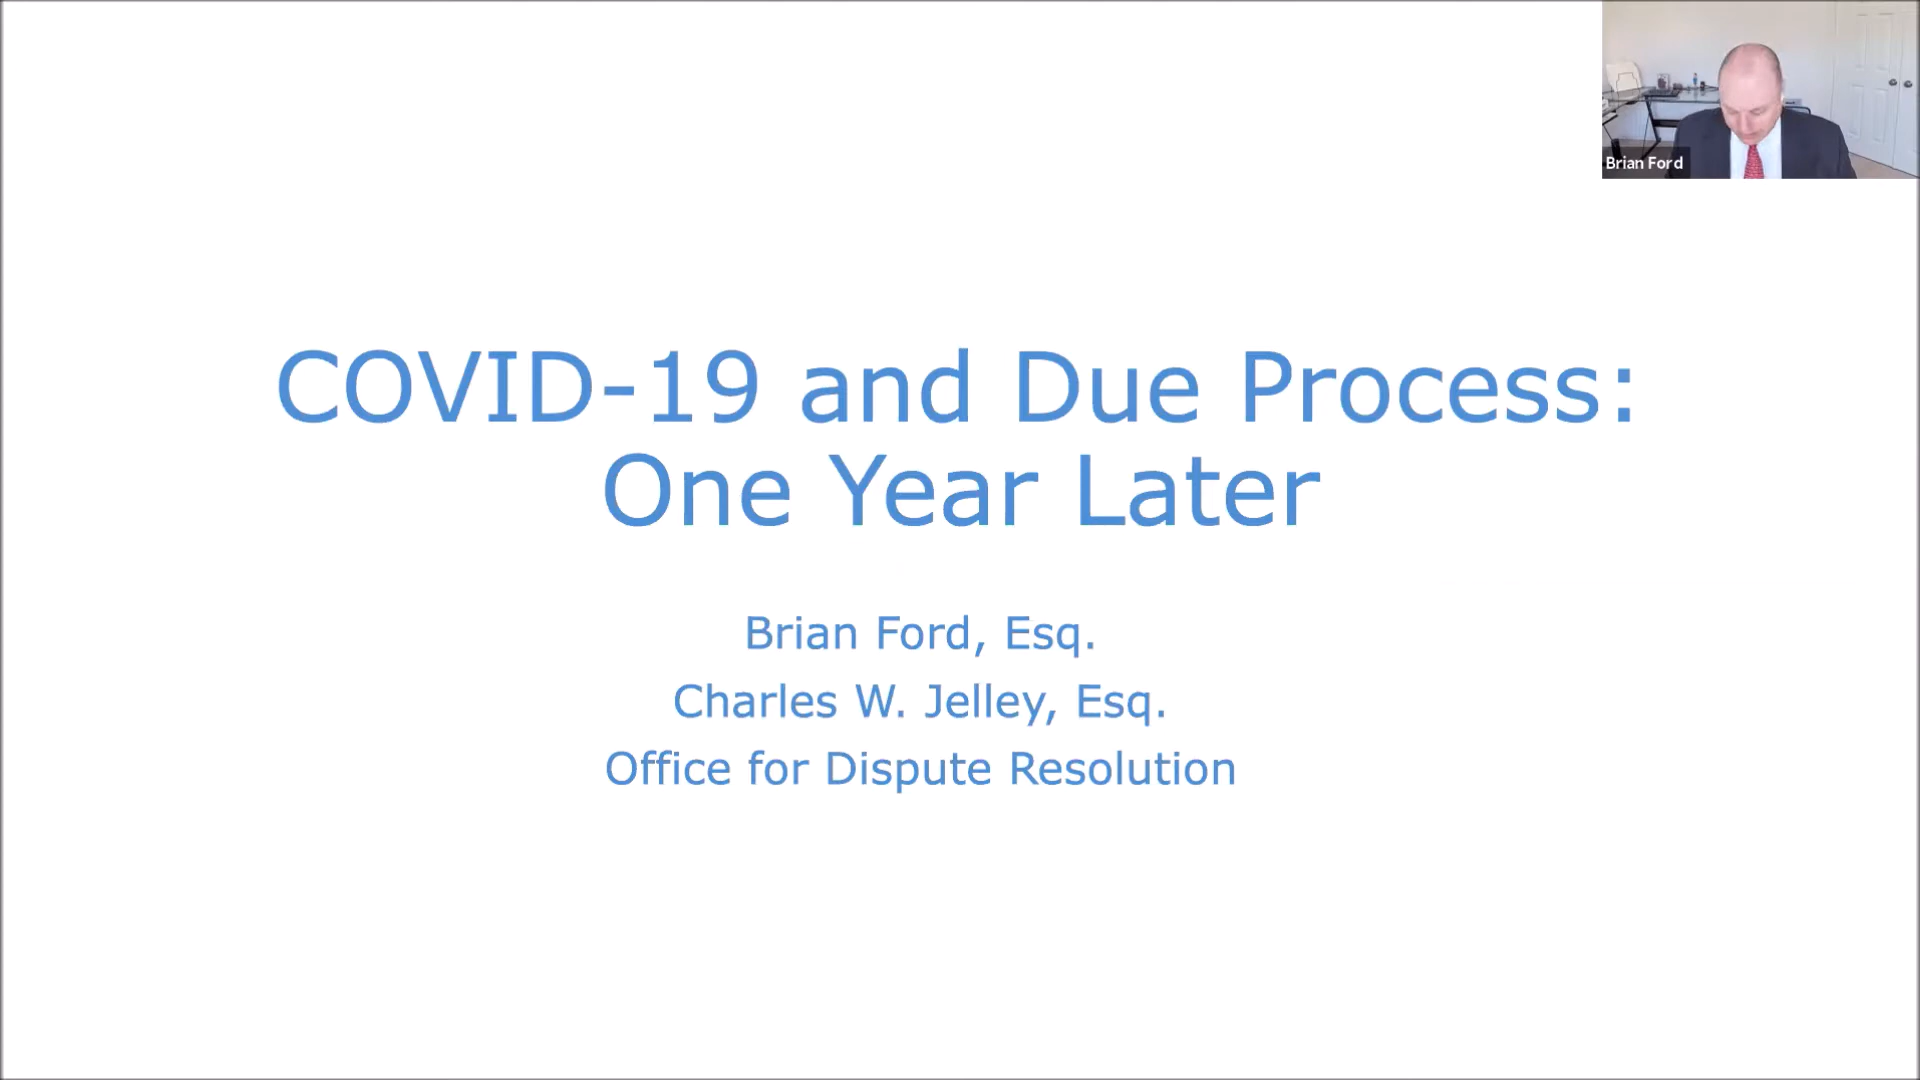 Brian Ford
COVID-19 and Due Process:
One Year Later
Brian Ford, Esq.
Charles W. Jelley, Esq.
Office for Dispute Resolution